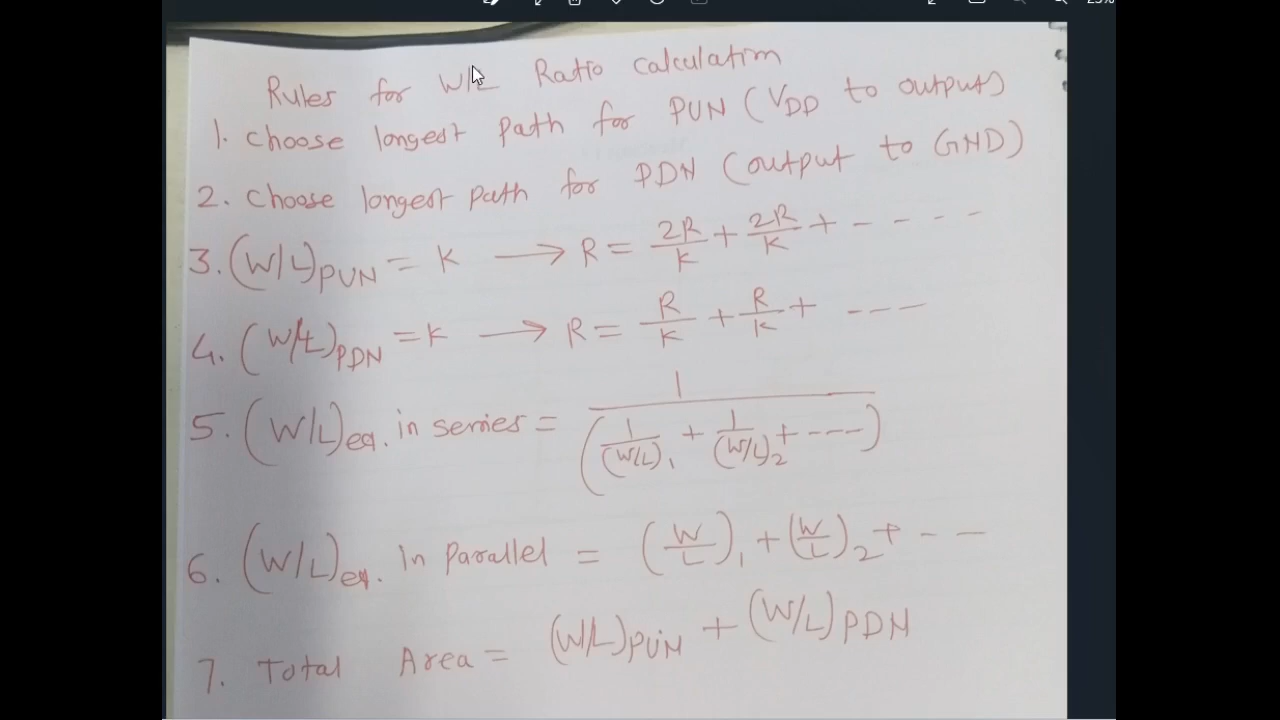 Rules for W/L Ratio calculation
1. choose longest path for PUN (VDD to output)
2. choose longest path for PDN (output to GND)
3. (W/L)PUN = K → R = 2R/K + 2R/K + - - - -
4. (W/L)PDN = K → R = R/K + R/K + - - -
5. (W/L)eq. in series = 1/(1/(W/L)1 + 1/(W/L)2 + - - - -)
6. (W/L)eq. in parallel = (W/L)1 + (W/L)2 + - -
7. Total Area = (W/L)PUN + (W/L)PDN